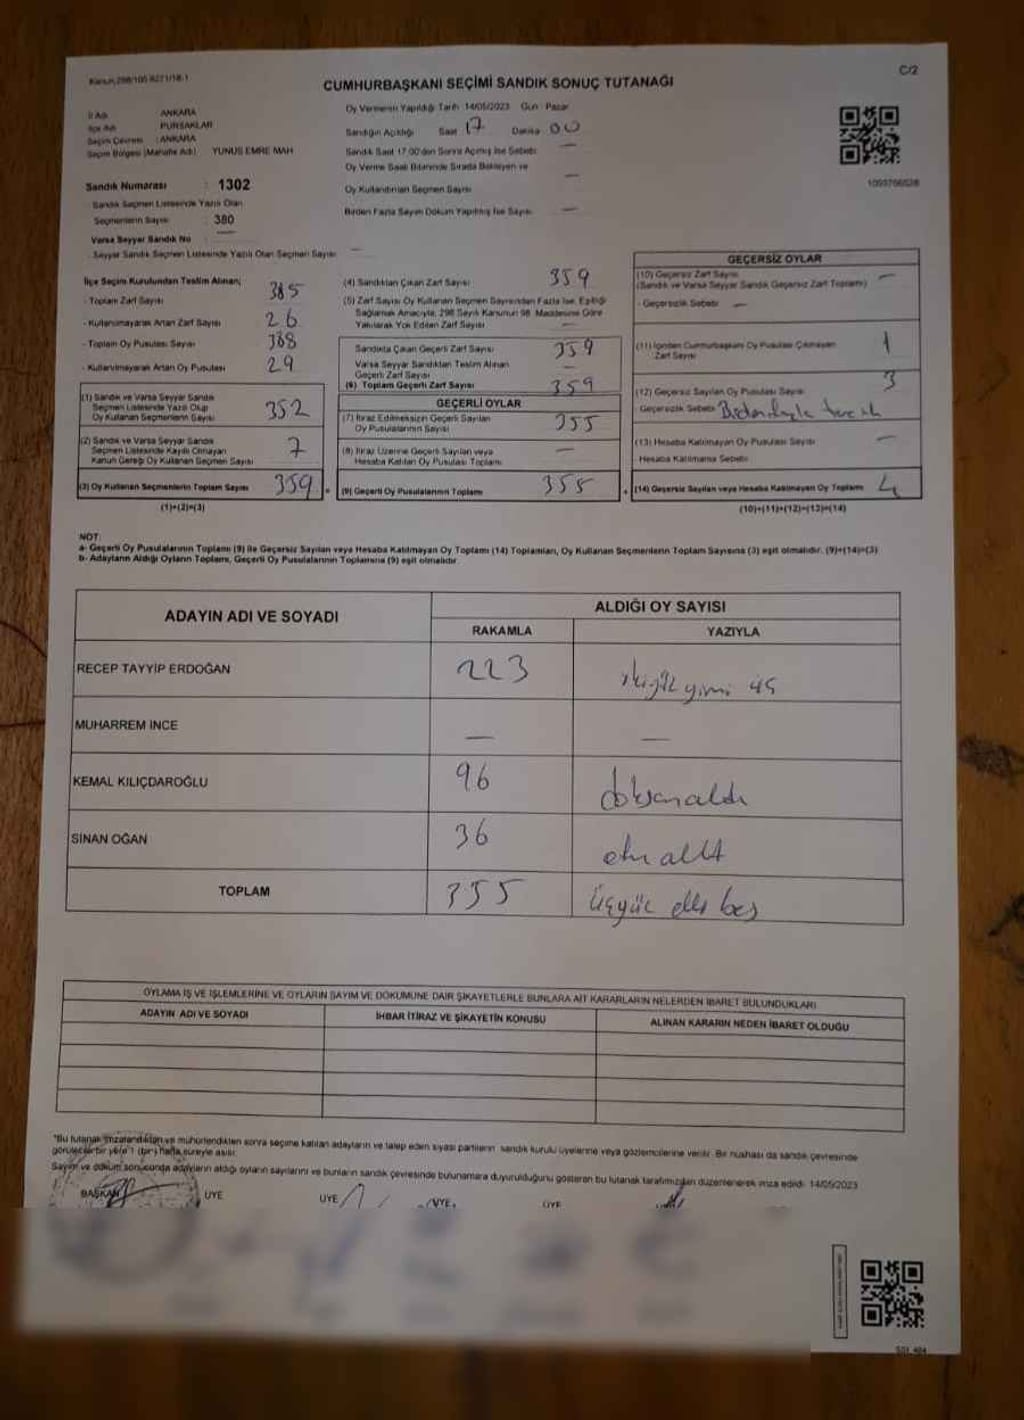 C/2
CUMHURBAŞKANI SEÇİMİ SANDIK SONUÇ TUTANAĞI
İl Adı ANKARA
İlçe Adı PURSAKLAR
Seçim Çevresi : ANKARA
Seçim Bölgesi (Mahalle Adı) YUNUS EMRE MAH
Sandık Numarası : 1302
Sandık Seçmen Listesinde Yazılı Olan
Seçmenlerin Sayısı : 380
Varsa Seyyar Sandık No —
Seyyar Sandık Seçmen Listesinde Yazılı Olan Seçmen Sayısı —
Oy Vermenin Yapıldığı Tarih 14/05/2023 Gün : Pazar
Sandığın Açıldığı Saat 17 Dakika 00
Sandık Saat 17.00'den Sonra Açılmış İse Sebebi —
Oy Verme Saati Bitiminde Sırada Bekleyen ve
Oy Kullandırılan Seçmen Sayısı —
Birden Fazla Sayım Döküm Yapılmış İse Sayısı —
İlçe Seçim Kurulundan Teslim Alınan;
- Toplam Zarf Sayısı 385
- Kullanılmayarak Artan Zarf Sayısı 26
- Toplam Oy Pusulası Sayısı 388
- Kullanılmayarak Artan Oy Pusulası 29
(1) Sandık ve Varsa Seyyar Sandık
Seçmen Listesinde Yazılı Olup
Oy Kullanan Seçmenlerin Sayısı 352
(2) Sandık ve Varsa Seyyar Sandık
Seçmen Listesinde Kayıtlı Olmayan
Kanun Gereği Oy Kullanan Seçmen Sayısı 7
(3) Oy Kullanan Seçmenlerin Toplam Sayısı 359
(1)+(2)=(3)
(4) Sandıktan Çıkan Zarf Sayısı 359
(5) Zarf Sayısı Oy Kullanan Seçmen Sayısından Fazla İse, Eşitliği
Sağlamak Amacıyla, 298 Sayılı Kanunun 98. Maddesine Göre
Yakılarak Yok Edilen Zarf Sayısı —
Sandıkta Çıkan Geçerli Zarf Sayısı 359
Varsa Seyyar Sandıktan Teslim Alınan
Geçerli Zarf Sayısı —
(6) Toplam Geçerli Zarf Sayısı 359
GEÇERLİ OYLAR
(7) İtiraz Edilmeksizin Geçerli Sayılan
Oy Pusulalarının Sayısı 355
(8) İtiraz Üzerine Geçerli Sayılan veya
Hesaba Katılan Oy Pusulası Toplamı —
(9) Geçerli Oy Pusulalarının Toplamı 355
GEÇERSİZ OYLAR
(10) Geçersiz Zarf Sayısı —
(Sandık ve Varsa Seyyar Sandık Geçersiz Zarf Toplamı)
- Geçersizlik Sebebi —
(11) İçinden Cumhurbaşkanı Oy Pusulası Çıkmayan
Zarf Sayısı 1
(12) Geçersiz Sayılan Oy Pusulası Sayısı 3
Geçersizlik Sebebi
(13) Hesaba Katılmayan Oy Pusulası Sayısı —
Hesaba Katılmama Sebebi
(14) Geçersiz Sayılan veya Hesaba Katılmayan Oy Toplamı 4
(10)+(11)+(12)+(13)=(14)
NOT:
a- Geçerli Oy Pusulalarının Toplamı (9) ile Geçersiz Sayılan veya Hesaba Katılmayan Oy Toplamı (14) Toplamları, Oy Kullanan Seçmenlerin Toplam Sayısına (3) eşit olmalıdır. (9)+(14)=(3)
b- Adayların Aldığı Oyların Toplamı, Geçerli Oy Pusulalarının Toplamına (9) eşit olmalıdır.
ADAYIN ADI VE SOYADI ALDIĞI OY SAYISI
RAKAMLA YAZIYLA
RECEP TAYYİP ERDOĞAN 223
MUHARREM İNCE — —
KEMAL KILIÇDAROĞLU 96 doksanaltı
SİNAN OĞAN 36
TOPLAM 355 üçyüz elli beş
OYLAMA İŞ VE İŞLEMLERİNE VE OYLARIN SAYIM VE DÖKÜMÜNE DAİR ŞİKAYETLERLE BUNLARA AİT KARARLARIN NELERDEN İBARET BULUNDUKLARI
ADAYIN ADI VE SOYADI İHBAR İTİRAZ VE ŞİKAYETİN KONUSU ALINAN KARARIN NEDEN İBARET OLDUĞU
*Bu tutanak imzalandıktan ve mühürlendikten sonra seçime katılan adayların ve talep eden siyasi partilerin sandık kurulu üyelerine veya gözlemcilerine verilir. Bir nüshası da sandık çevresinde
görülecek bir yere 1 (bir) hafta süreyle asılır.
Sayım ve döküm sonucunda adayların aldığı oyların sayılarını ve bunların sandık çevresinde bulunanlara duyurulduğunu gösteren bu tutanak tarafımızdan düzenlenerek imza edildi. 14/05/2023
BAŞKAN ÜYE ÜYE ÜYE ÜYE